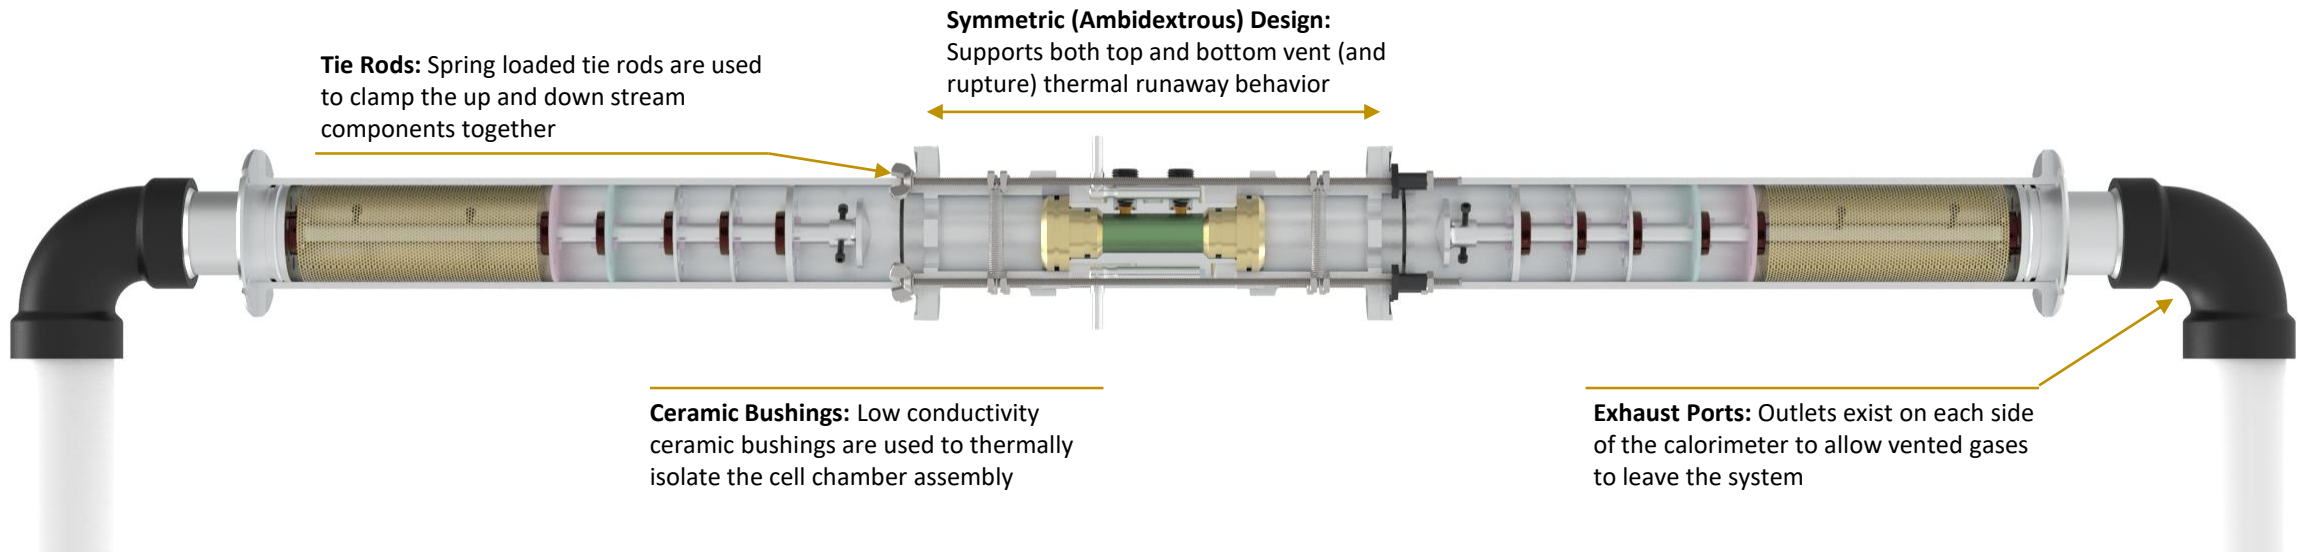 Symmetric (Ambidextrous) Design:
Supports both top and bottom vent (and
rupture) thermal runaway behavior
Tie Rods: Spring loaded tie rods are used
to clamp the up and down stream
components together
Ceramic Bushings: Low conductivity
ceramic bushings are used to thermally
isolate the cell chamber assembly
Exhaust Ports: Outlets exist on each side
of the calorimeter to allow vented gases
to leave the system